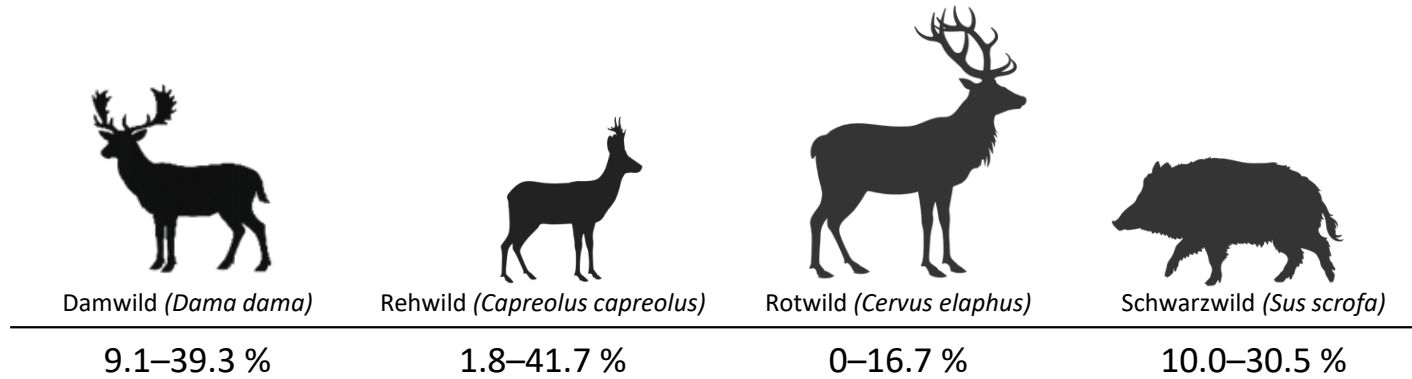 Damwild (Dama dama) Rehwild (Capreolus capreolus) Rotwild (Cervus elaphus) Schwarzwild (Sus scrofa)
9.1–39.3 % 1.8–41.7 % 0–16.7 % 10.0–30.5 %